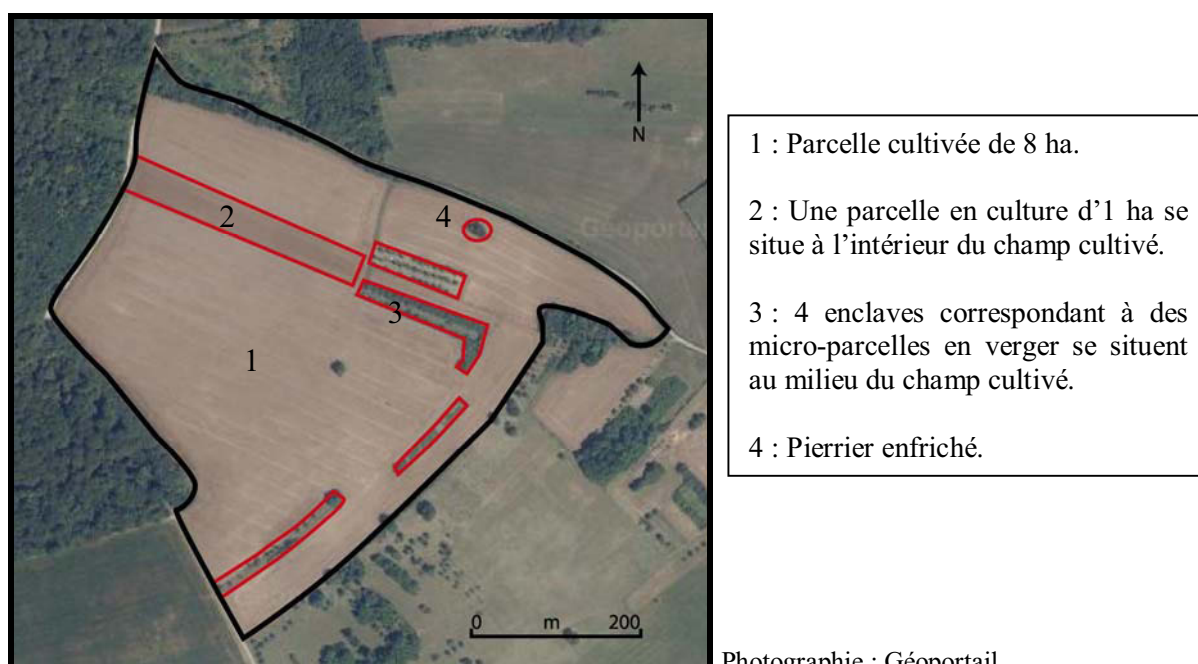 N
4
2
Géoportail
3
1
0 m 200
1 : Parcelle cultivée de 8 ha.
2 : Une parcelle en culture d’1 ha se
situe à l’intérieur du champ cultivé.
3 : 4 enclaves correspondant à des
micro-parcelles en verger se situent
au milieu du champ cultivé.
4 : Pierrier enfriché.
Photographie : Géoportail